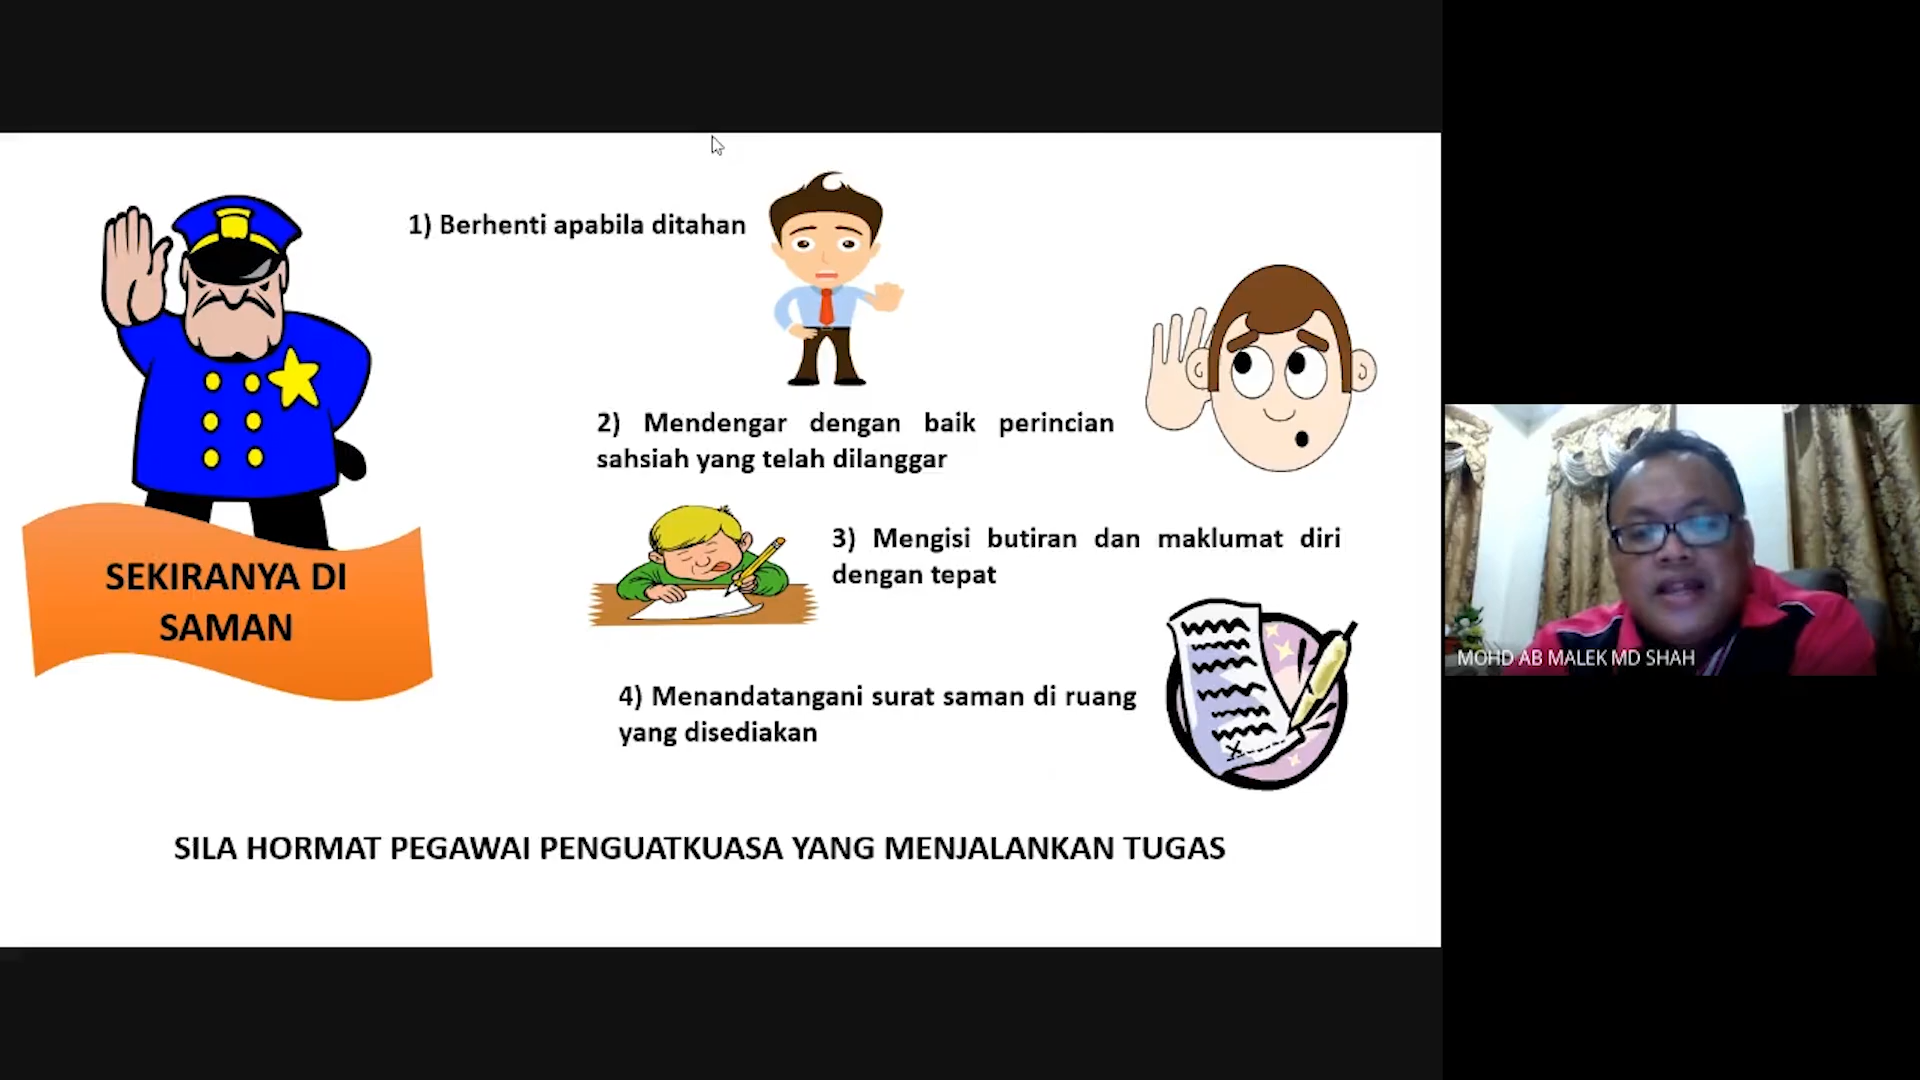 1) Berhenti apabila ditahan
2) Mendengar dengan baik perincian
sahsiah yang telah dilanggar
3) Mengisi butiran dan maklumat diri
dengan tepat
SEKIRANYA DI
SAMAN
4) Menandatangani surat saman di ruang
yang disediakan
SILA HORMAT PEGAWAI PENGUATKUASA YANG MENJALANKAN TUGAS
MOHD AB MALEK MD SHAH